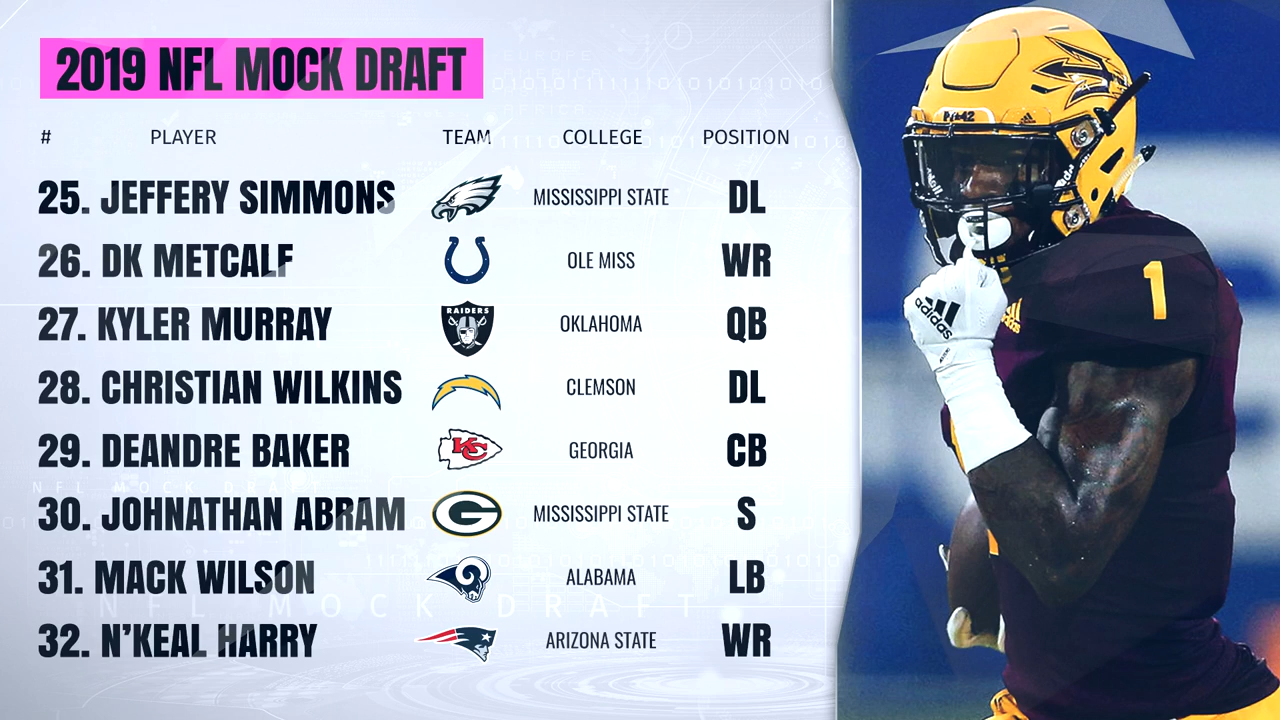 2019 NFL MOCK DRAFT
# PLAYER TEAM COLLEGE POSITION
25. JEFFERY SIMMONS MISSISSIPPI STATE DL
26. DK METCALF OLE MISS WR
27. KYLER MURRAY RAIDERS OKLAHOMA QB
28. CHRISTIAN WILKINS CLEMSON DL
29. DEANDRE BAKER KC GEORGIA CB
30. JOHNATHAN ABRAM G MISSISSIPPI STATE S
31. MACK WILSON ALABAMA LB
32. N’KEAL HARRY ARIZONA STATE WR
NFL MOCK DRAFT
NFL MOCK DRAFT
1
adidas